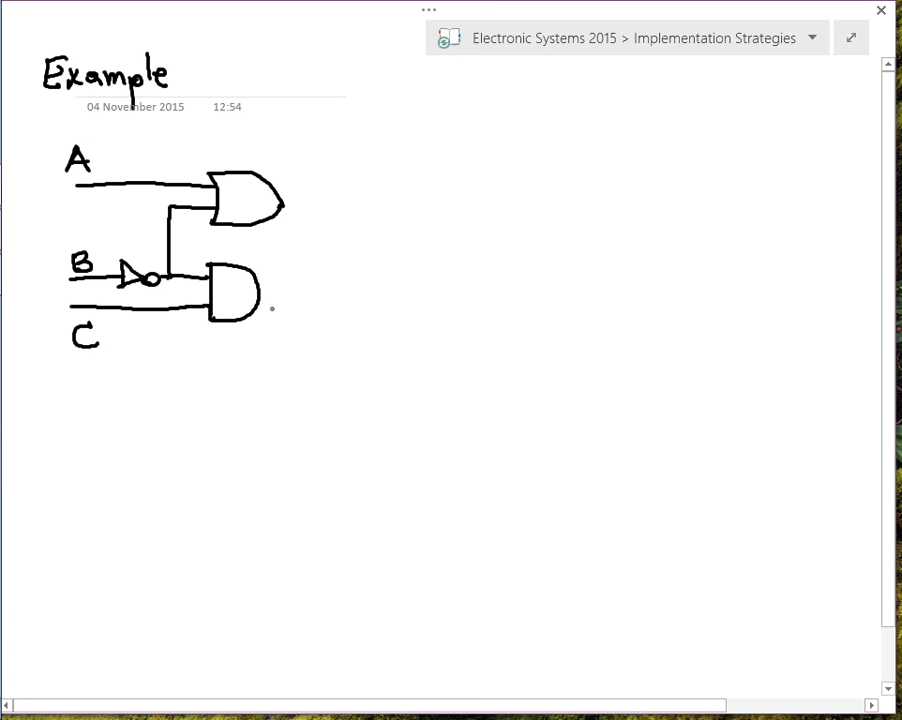 Electronic Systems 2015 > Implementation Strategies
Example
04 November 2015 12:54
A
B
C